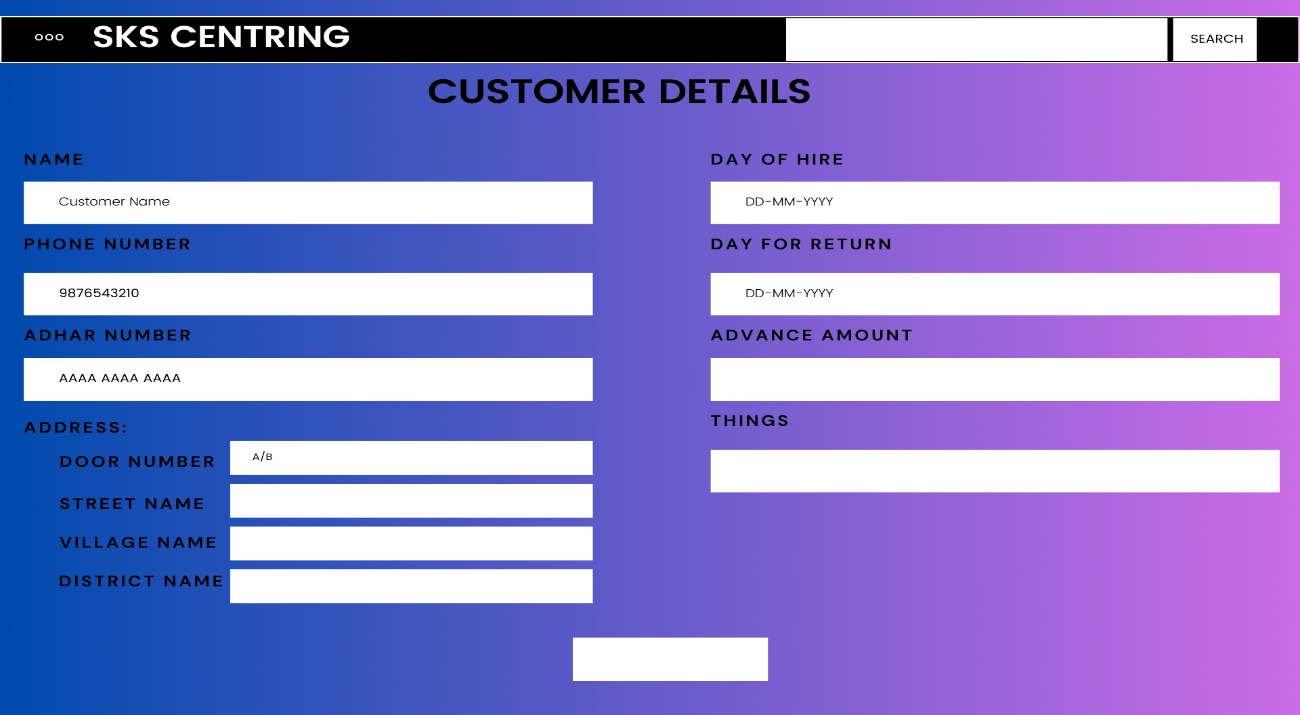 ooo SKS CENTRING SEARCH
CUSTOMER DETAILS
NAME
Customer Name
PHONE NUMBER
9876543210
ADHAR NUMBER
AAAA AAAA AAAA
ADDRESS:
DOOR NUMBER A/B
STREET NAME
VILLAGE NAME
DISTRICT NAME
DAY OF HIRE
DD-MM-YYYY
DAY FOR RETURN
DD-MM-YYYY
ADVANCE AMOUNT
THINGS